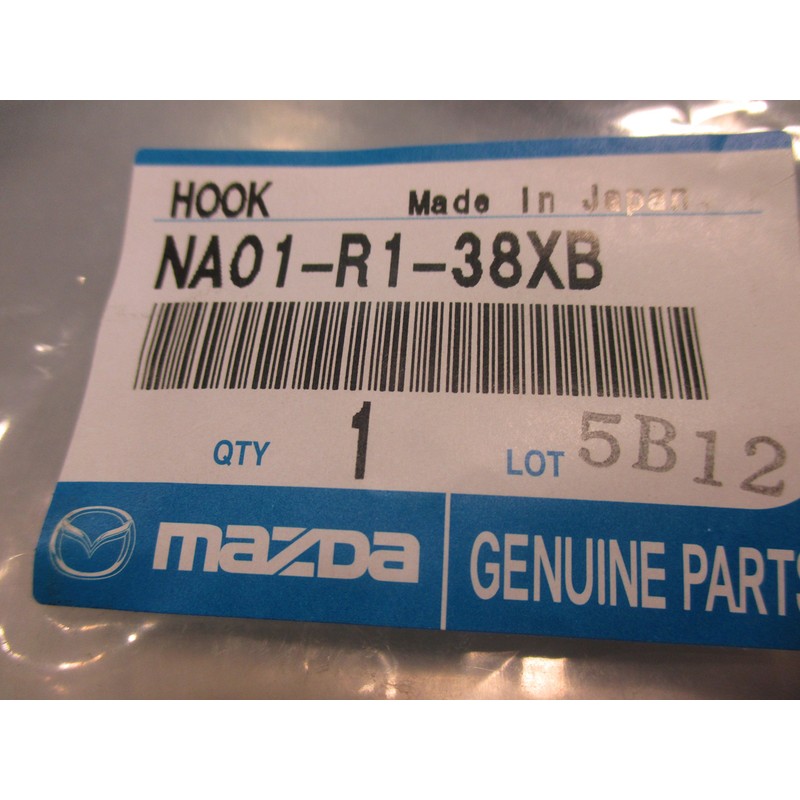 HOOK Made In Japan
NA01-R1-38XB
QTY 1 LOT 5B12
mazda GENUINE PARTS